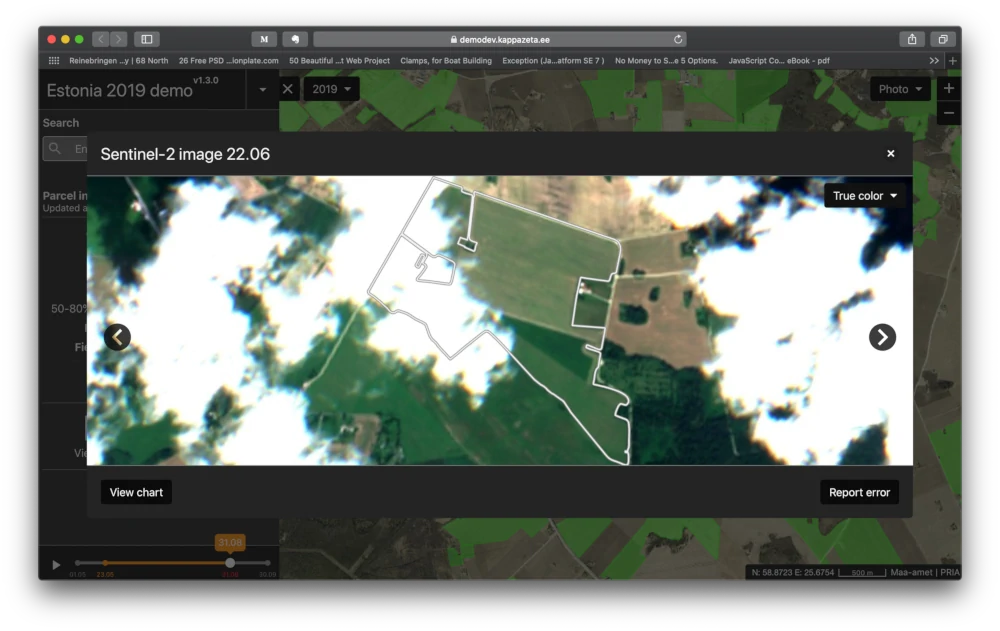 M
demodev.kappazeta.ee
Reinebringen ...y | 68 North
26 Free PSD ...lonplate.com
50 Beautiful ...t Web Project
Clamps, for Boat Building
Exception (Ja...atform SE 7 )
No Money to S...e 5 Options.
JavaScript Co... eBook - pdf
Estonia 2019 demo
v1.3.0
2019
Photo
Search
En
Sentinel-2 image 22.06
Parcel in
Updated a
True color
50-80%
Fie
Vie
View chart
Report error
31.08
01.05
23.05
31.08
30.09
N: 58.8723 E: 25.6754
500 m
Maa-amet | PRIA